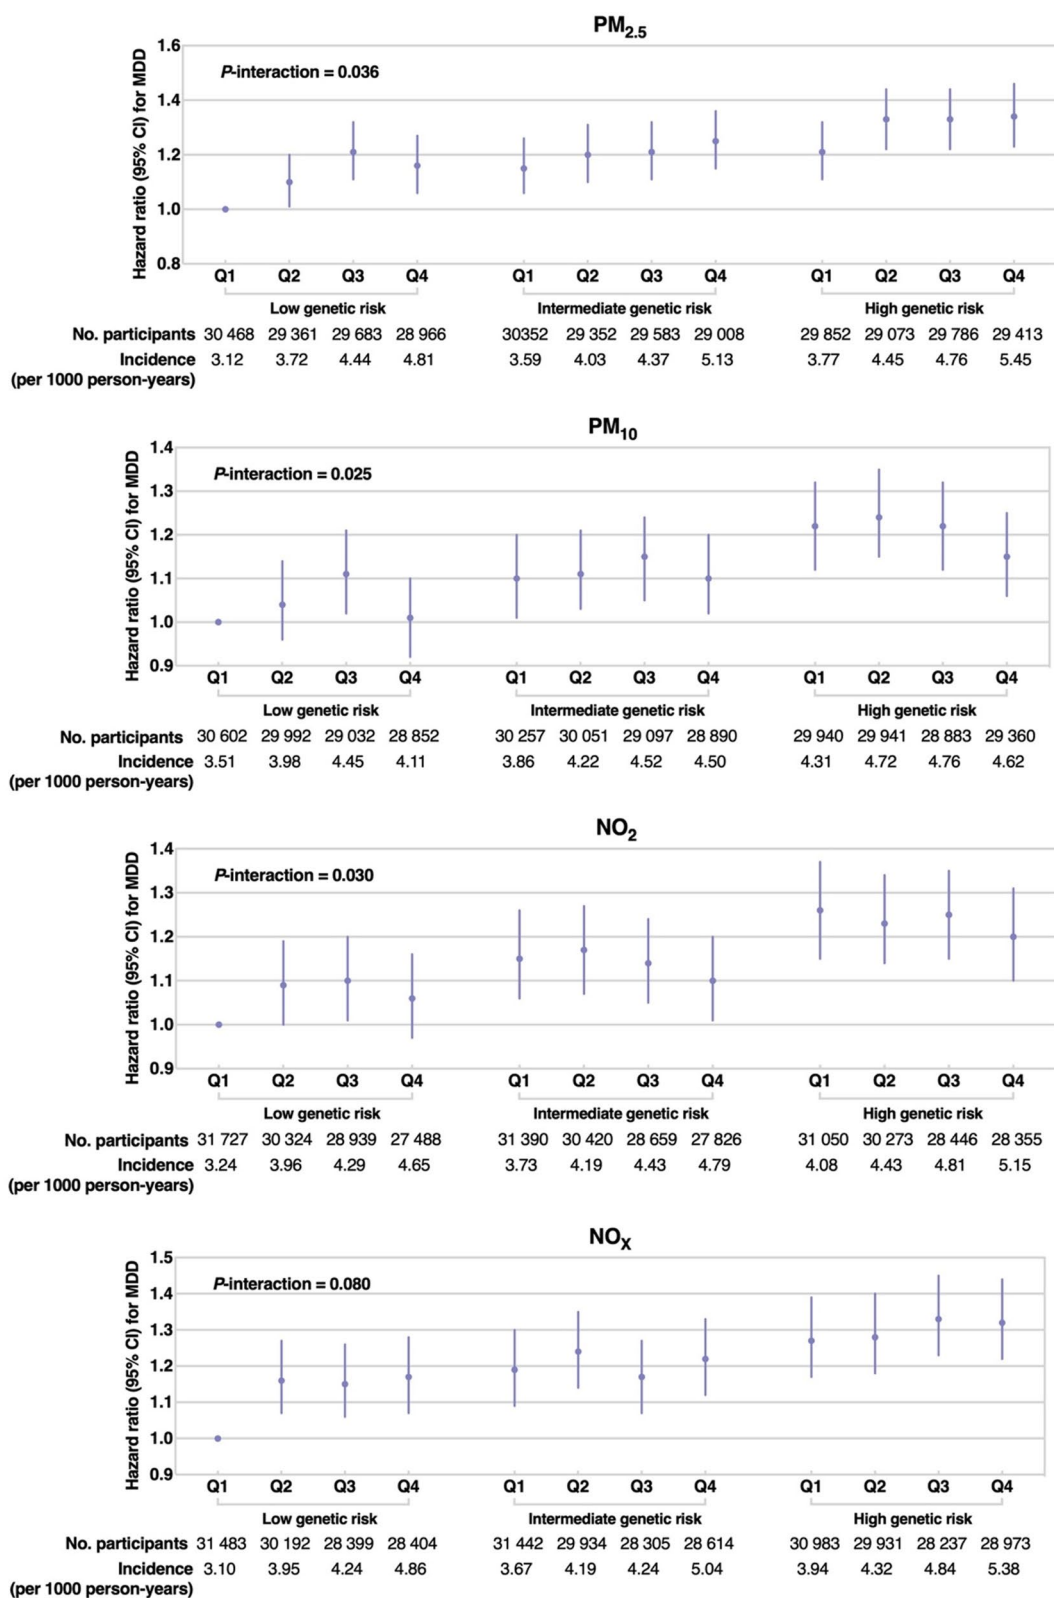 PM2.5
Hazard ratio (95% CI) for MDD
1.6
1.4
1.2
1.0
0.8
P-interaction = 0.036
Q1 Q2 Q3 Q4 Q1 Q2 Q3 Q4 Q1 Q2 Q3 Q4
Low genetic risk Intermediate genetic risk High genetic risk
No. participants 30 468 29 361 29 683 28 966 30352 29 352 29 583 29 008 29 852 29 073 29 786 29 413
Incidence 3.12 3.72 4.44 4.81 3.59 4.03 4.37 5.13 3.77 4.45 4.76 5.45
(per 1000 person-years)
PM10
Hazard ratio (95% CI) for MDD
1.4
1.3
1.2
1.1
1.0
0.9
P-interaction = 0.025
Q1 Q2 Q3 Q4 Q1 Q2 Q3 Q4 Q1 Q2 Q3 Q4
Low genetic risk Intermediate genetic risk High genetic risk
No. participants 30 602 29 992 29 032 28 852 30 257 30 051 29 097 28 890 29 940 29 941 28 883 29 360
Incidence 3.51 3.98 4.45 4.11 3.86 4.22 4.52 4.50 4.31 4.72 4.76 4.62
(per 1000 person-years)
NO2
Hazard ratio (95% CI) for MDD
1.4
1.3
1.2
1.1
1.0
0.9
P-interaction = 0.030
Q1 Q2 Q3 Q4 Q1 Q2 Q3 Q4 Q1 Q2 Q3 Q4
Low genetic risk Intermediate genetic risk High genetic risk
No. participants 31 727 30 324 28 939 27 488 31 390 30 420 28 659 27 826 31 050 30 273 28 446 28 355
Incidence 3.24 3.96 4.29 4.65 3.73 4.19 4.43 4.79 4.08 4.43 4.81 5.15
(per 1000 person-years)
NOX
Hazard ratio (95% CI) for MDD
1.5
1.4
1.3
1.2
1.1
1.0
0.9
P-interaction = 0.080
Q1 Q2 Q3 Q4 Q1 Q2 Q3 Q4 Q1 Q2 Q3 Q4
Low genetic risk Intermediate genetic risk High genetic risk
No. participants 31 483 30 192 28 399 28 404 31 442 29 934 28 305 28 614 30 983 29 931 28 237 28 973
Incidence 3.10 3.95 4.24 4.86 3.67 4.19 4.24 5.04 3.94 4.32 4.84 5.38
(per 1000 person-years)